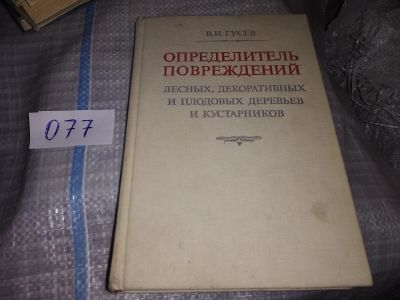 В.И. ГУСЕВ
ОПРЕДЕЛИТЕЛЬ
ПОВРЕЖДЕНИЙ
ЛЕСНЫХ, ДЕКОРАТИВНЫХ
И ПЛОДОВЫХ ДЕРЕВЬЕВ
И КУСТАРНИКОВ
077